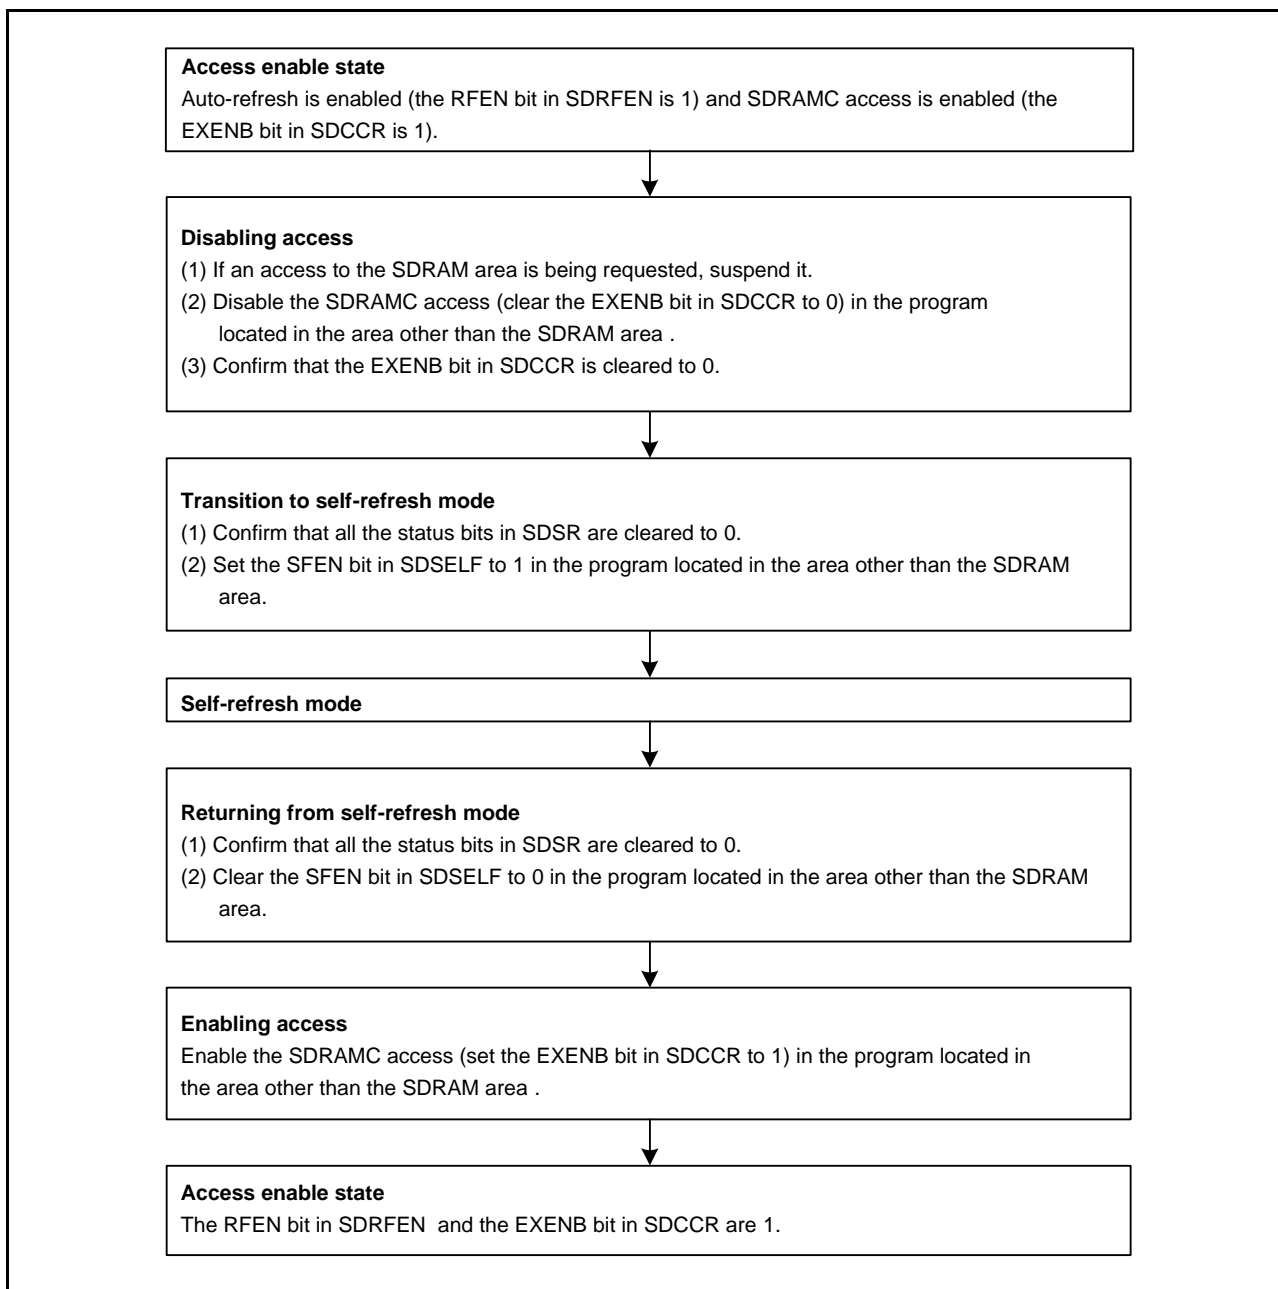 Access enable state
Auto-refresh is enabled (the RFEN bit in SDRFEN is 1) and SDRAMC access is enabled (the
EXENB bit in SDCCR is 1).
Disabling access
(1) If an access to the SDRAM area is being requested, suspend it.
(2) Disable the SDRAMC access (clear the EXENB bit in SDCCR to 0) in the program
located in the area other than the SDRAM area .
(3) Confirm that the EXENB bit in SDCCR is cleared to 0.
Transition to self-refresh mode
(1) Confirm that all the status bits in SDSR are cleared to 0.
(2) Set the SFEN bit in SDSELF to 1 in the program located in the area other than the SDRAM
area.
Self-refresh mode
Returning from self-refresh mode
(1) Confirm that all the status bits in SDSR are cleared to 0.
(2) Clear the SFEN bit in SDSELF to 0 in the program located in the area other than the SDRAM
area.
Enabling access
Enable the SDRAMC access (set the EXENB bit in SDCCR to 1) in the program located in
the area other than the SDRAM area .
Access enable state
The RFEN bit in SDRFEN  and the EXENB bit in SDCCR are 1.